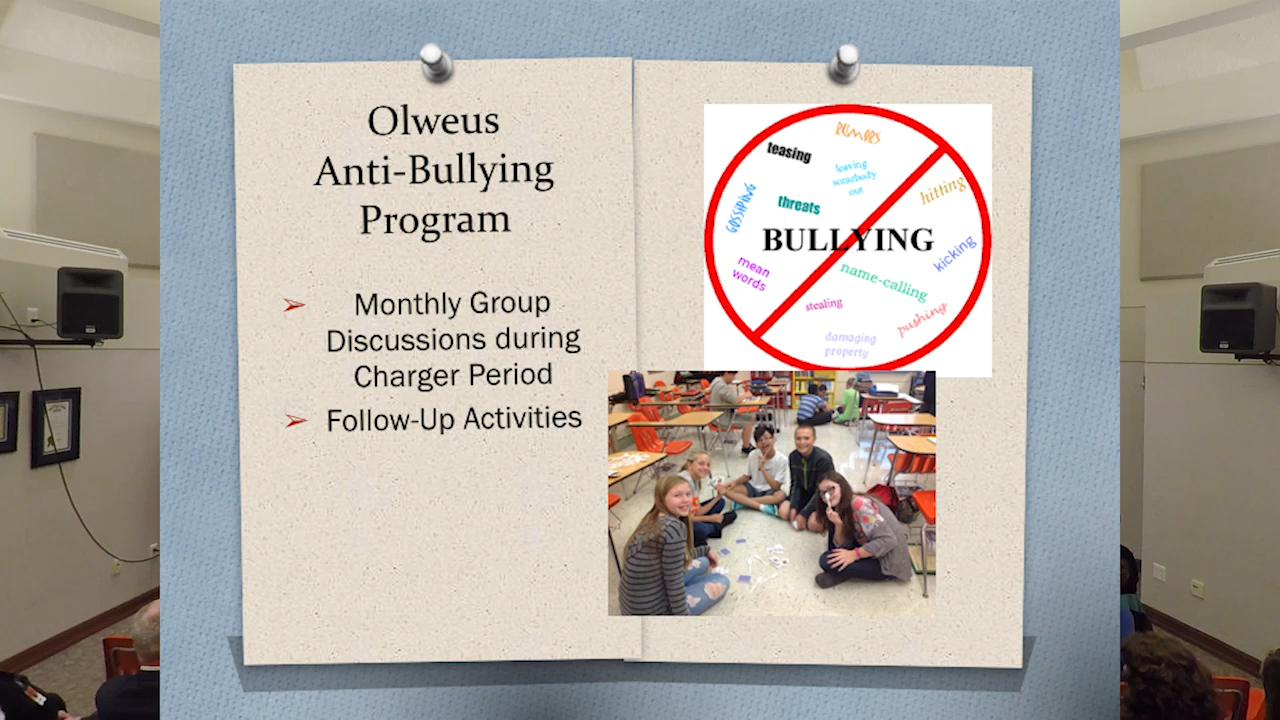 Olweus
Anti-Bullying
Program
Monthly Group
Discussions during
Charger Period
Follow-Up Activities
RUMORS
teasing
leaving
somebody
out
hitting
GOSSIPING
threats
BULLYING
kicking
mean
words
name-calling
stealing
pushing
damaging
property